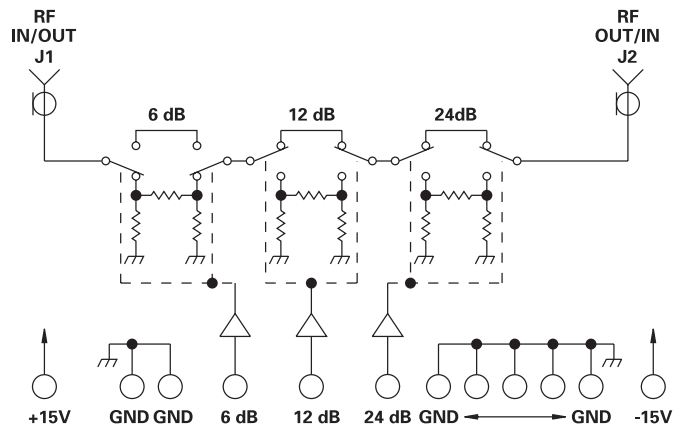 RF
IN/OUT
J1
RF
OUT/IN
J2
6 dB
12 dB
24dB
+15V
GND GND
6 dB
12 dB
24 dB
GND
GND
-15V